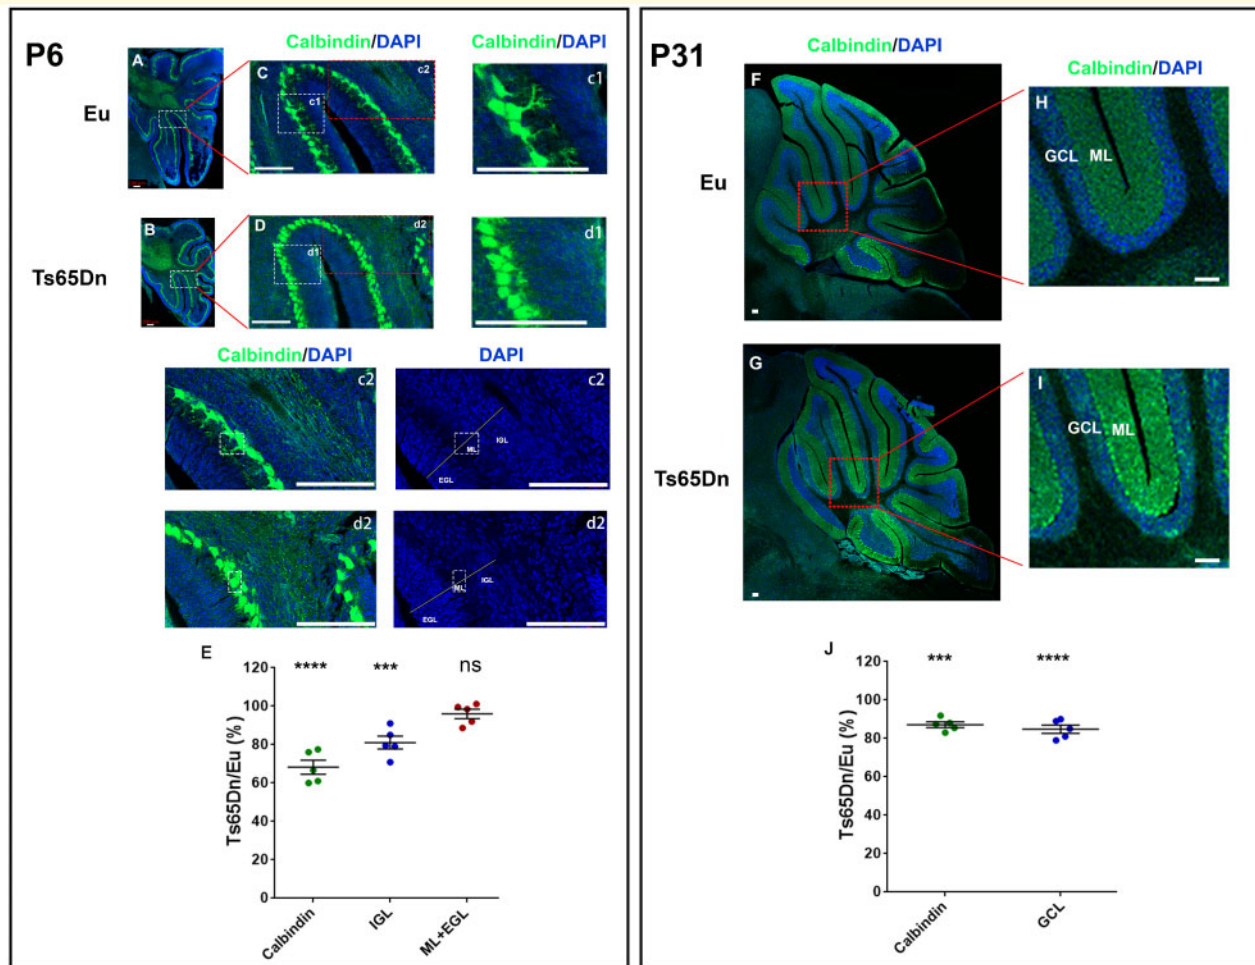 P6
Eu
Ts65Dn
Calbindin/DAPI
Calbindin/DAPI
A
C
c2
c1
c1
B
D
d2
d1
d1
Calbindin/DAPI
DAPI
c2
c2
IGL
ML
EGL
d2
d2
IGL
ML
EGL
E
120
100
80
60
40
20
0
Ts65Dn/Eu (%)
****
***
ns
Calbindin
IGL
ML+EGL
P31
Eu
Ts65Dn
Calbindin/DAPI
Calbindin/DAPI
F
H
GCL ML
G
I
GCL ML
J
120
100
80
60
40
20
0
Ts65Dn/Eu (%)
***
****
Calbindin
GCL